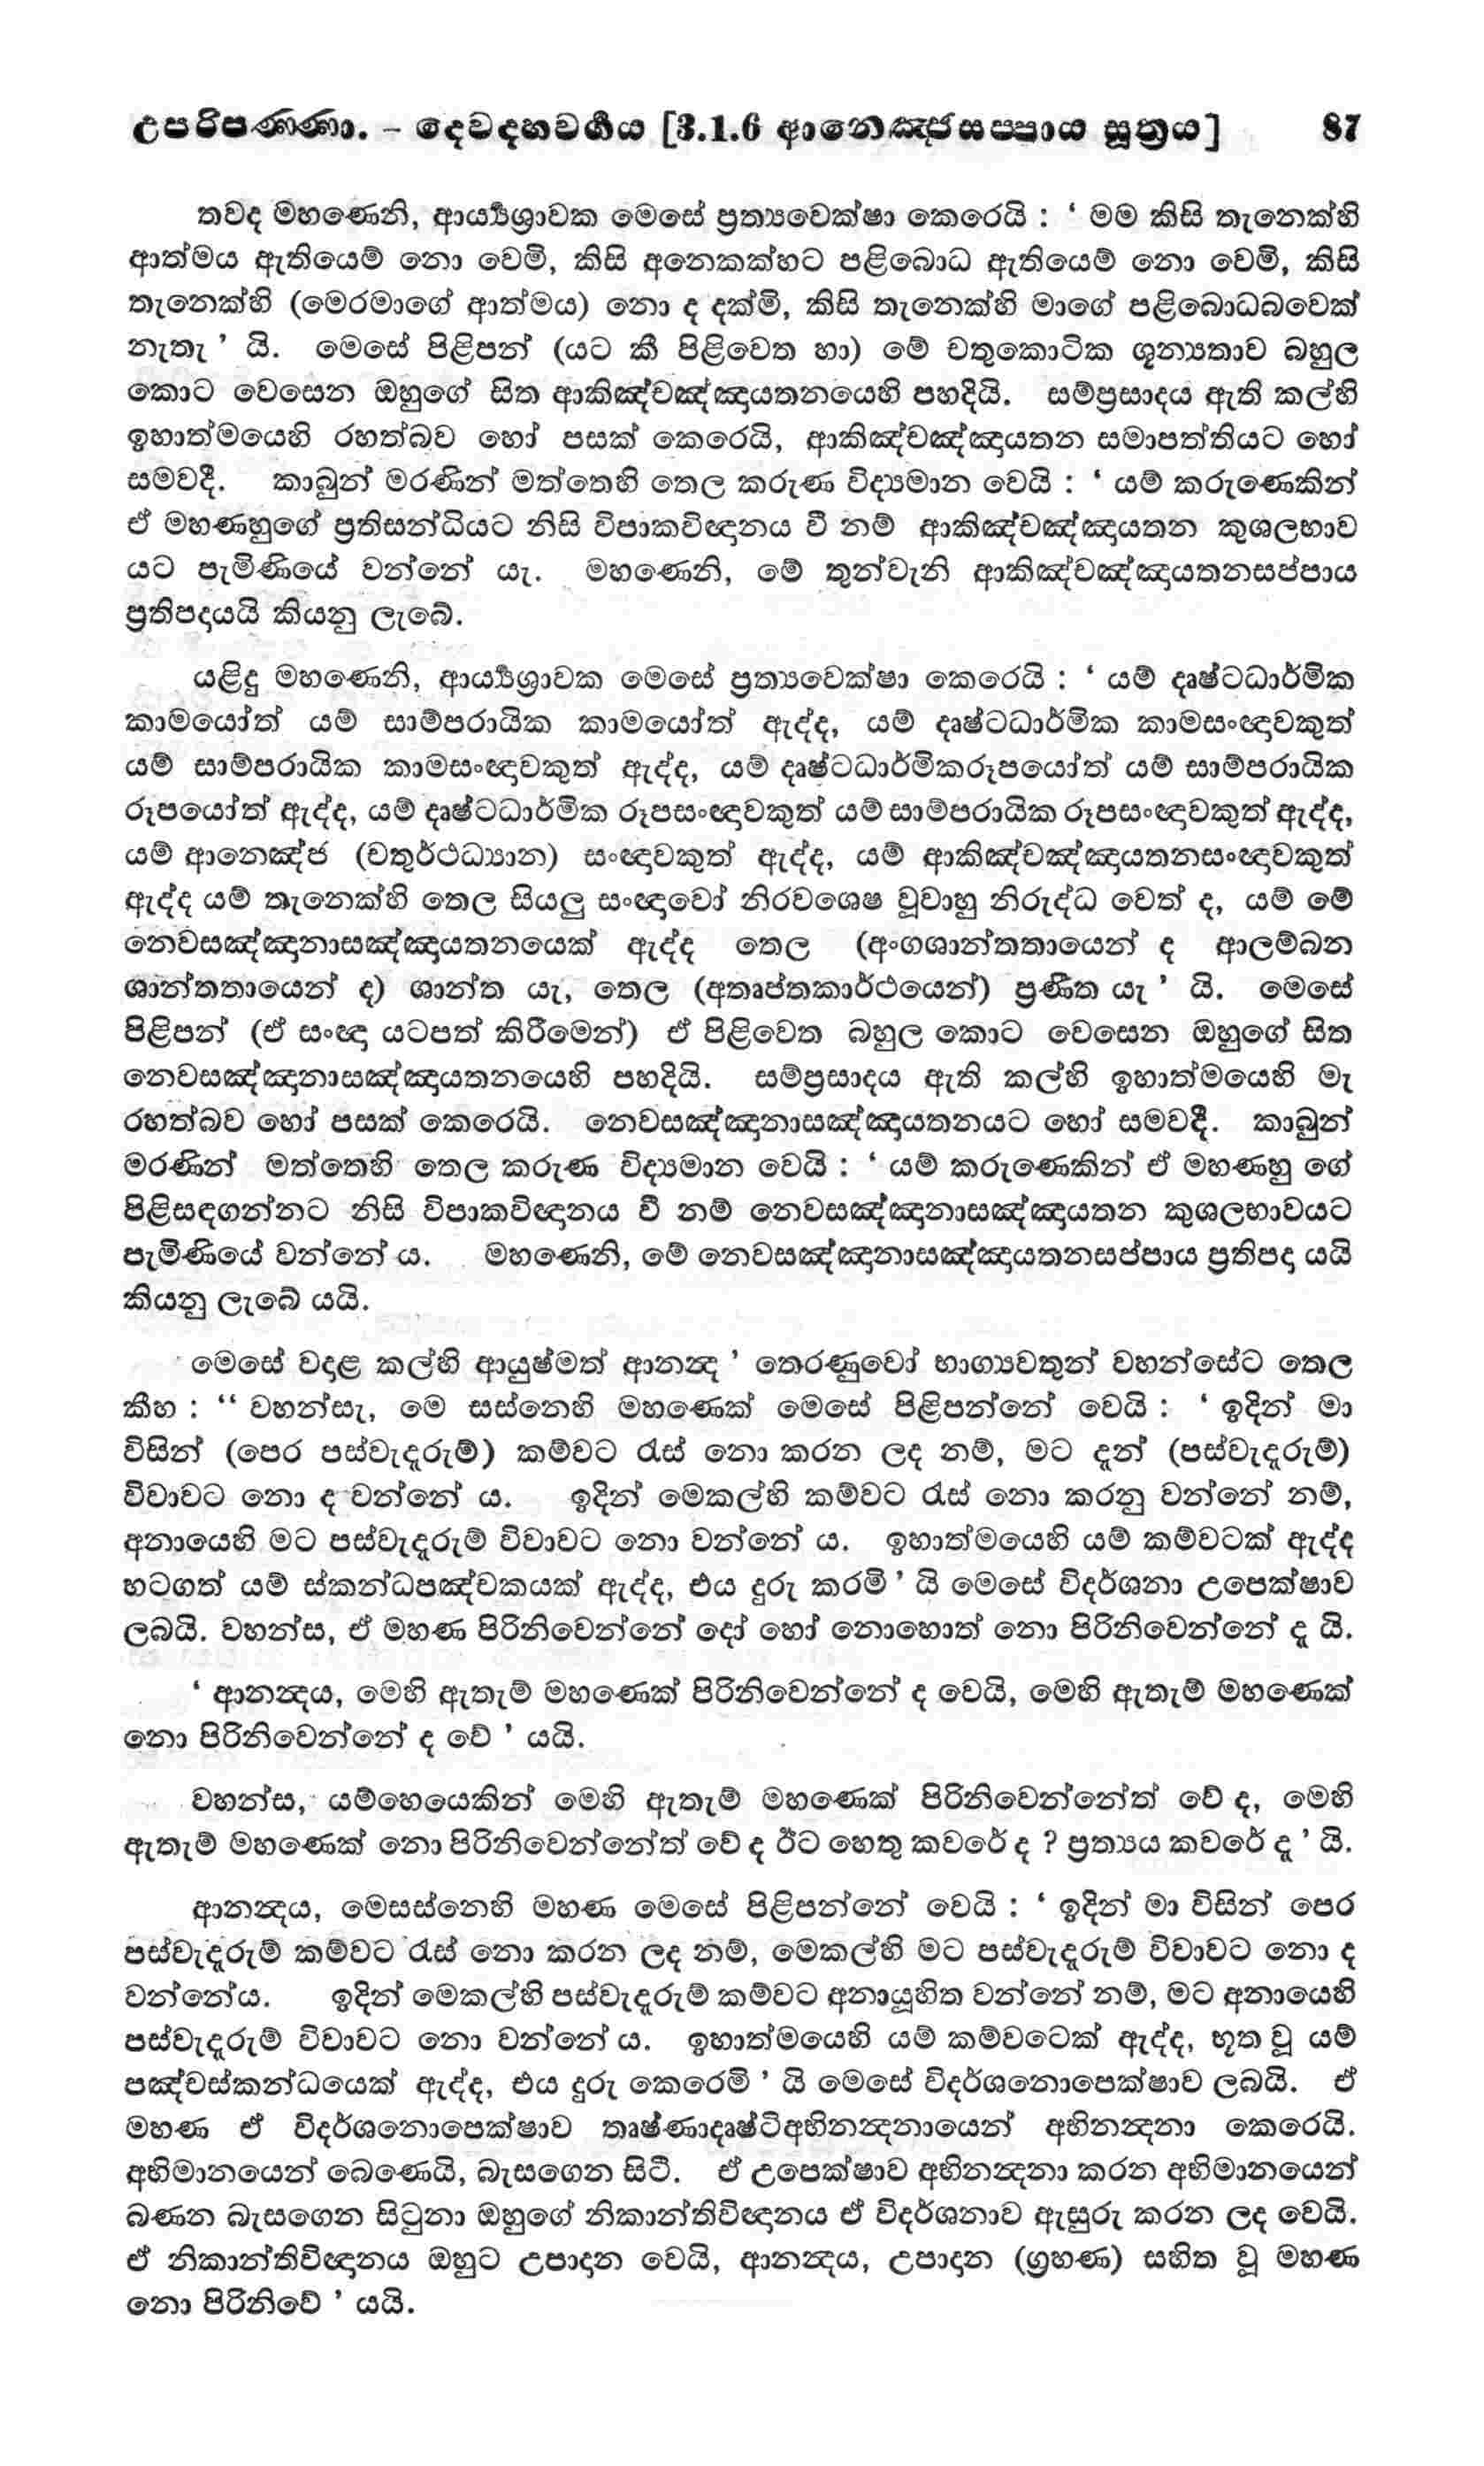 උපරිපණ්ණා. – දෙවදහවර්ගය [3.1.6 ආනෙඤ්ජසප්පාය සූත්‍රය] 87
තවද මහණෙනි, ආර්‍ය්‍යශ්‍රාවක මෙසේ ප්‍රත්‍යවෙක්ෂා කෙරෙයි : ‘ මම කිසි තැනෙක්හි
ආත්මය ඇතියෙම් නො වෙමි, කිසි අනෙකක්හට පළිබොධ ඇතියෙම් නො වෙමි, කිසි
තැනෙක්හි (මෙරමාගේ ආත්මය) නො ද දක්මි, කිසි තැනෙක්හි මාගේ පළිබොධබවෙක්
නැතැ ’ යි. මෙසේ පිළිපන් (යට කී පිළිවෙත හා) මේ චතුකොටික ශූන්‍යතාව බහුල
කොට වෙසෙන ඔහුගේ සිත ආකිඤ්චඤ්ඤායතනයෙහි පහදියි. සම්ප්‍රසාදය ඇති කල්හි
ඉහාත්මයෙහි රහත්බව හෝ පසක් කෙරෙයි, ආකිඤ්චඤ්ඤායතන සමාපත්තියට හෝ
සමවදී. කාබුන් මරණින් මත්තෙහි තෙල කරුණ විද්‍යමාන වෙයි : ‘ යම් කරුණෙකින්
ඒ මහණහුගේ ප්‍රතිසන්ධියට නිසි විපාකවිඥානය වී නම් ආකිඤ්චඤ්ඤායතන කුශලභාව
යට පැමිණියේ වන්නේ යැ. මහණෙනි, මේ තුන්වැනි ආකිඤ්චඤ්ඤායතනසප්පාය
ප්‍රතිපදායයි කියනු ලැබේ.
යළිදු මහණෙනි, ආර්‍ය්‍යශ්‍රාවක මෙසේ ප්‍රත්‍යවෙක්ෂා කෙරෙයි : ‘ යම් දෘෂ්ටධාර්මික
කාමයෝත් යම් සාම්පරායික කාමයෝත් ඇද්ද, යම් දෘෂ්ටධාර්මික කාමසංඥාවකුත්
යම් සාම්පරායික කාමසංඥාවකුත් ඇද්ද, යම් දෘෂ්ටධාර්මිකරූපයෝත් යම් සාම්පරායික
රූපයෝත් ඇද්ද, යම් දෘෂ්ටධාර්මික රූපසංඥාවකුත් යම් සාම්පරායික රූපසංඥාවකුත් ඇද්ද,
යම් ආනෙඤ්ජ (චතුර්ථධ්‍යාන) සංඥාවකුත් ඇද්ද, යම් ආකිඤ්චඤ්ඤායතනසංඥාවකුත්
ඇද්ද යම් තැනෙක්හි තෙල සියලු සංඥාවෝ නිරවශෙෂ වූවාහු නිරුද්ධ වෙත් ද, යම් මේ
නෙවසඤ්ඤානාසඤ්ඤායතනයෙක් ඇද්ද තෙල (අංගශාන්තතායෙන් ද ආලම්බන
ශාන්තතායෙන් ද) ශාන්ත යැ, තෙල (අතෘප්තකාර්ථයෙන්) ප්‍රණීත යැ ’ යි. මෙසේ
පිළිපන් (ඒ සංඥා යටපත් කිරීමෙන්) ඒ පිළිවෙත බහුල කොට වෙසෙන ඔහුගේ සිත
නෙවසඤ්ඤානාසඤ්ඤායතනයෙහි පහදියි. සම්ප්‍රසාදය ඇති කල්හි ඉහාත්මයෙහි මැ
රහත්බව හෝ පසක් කෙරෙයි. නෙවසඤ්ඤානාසඤ්ඤායතනයට හෝ සමවදී. කාබුන්
මරණින් මත්තෙහි තෙල කරුණ විද්‍යමාන වෙයි : ‘ යම් කරුණෙකින් ඒ මහණහු ගේ
පිළිසඳගන්නට නිසි විපාකවිඥානය වී නම් නෙවසඤ්ඤානාසඤ්ඤායතන කුශලභාවයට
පැමිණියේ වන්නේ ය. මහණෙනි, මේ නෙවසඤ්ඤානාසඤ්ඤායතනසප්පාය ප්‍රතිපදා යයි
කියනු ලැබේ යයි.
මෙසේ වදාළ කල්හි ආයුෂ්මත් ආනන්‍ද ’ තෙරණුවෝ භාග්‍යවතුන් වහන්සේට තෙල
කීහ : “ වහන්සැ, මෙ සස්නෙහි මහණෙක් මෙසේ පිළිපන්නේ වෙයි : ‘ ඉදින් මා
විසින් (පෙර පස්වැදෑරුම්) කම්වට රැස් නො කරන ලද නම්, මට දැන් (පස්වැදෑරුම්)
විවාවට නො ද වන්නේ ය. ඉදින් මෙකල්හි කම්වට රැස් නො කරනු වන්නේ නම්,
අනායෙහි මට පස්වැදෑරුම් විවාවට නො වන්නේ ය. ඉහාත්මයෙහි යම් කම්වටක් ඇද්ද
හටගත් යම් ස්කන්ධපඤ්චකයක් ඇද්ද, එය දුරු කරමි ’ යි මෙසේ විදර්ශනා උපෙක්ෂාව
ලබයි. වහන්ස, ඒ මහණ පිරිනිවෙන්නේ දෝ හෝ නොහොත් නො පිරිනිවෙන්නේ දැ යි.
‘ ආනන්‍දය, මෙහි ඇතැම් මහණෙක් පිරිනිවෙන්නේ ද වෙයි, මෙහි ඇතැම් මහණෙක්
නො පිරිනිවෙන්නේ ද වේ ’ යයි.
වහන්ස, යම්හෙයෙකින් මෙහි ඇතැම් මහණෙක් පිරිනිවෙන්නේත් වේ ද, මෙහි
ඇතැම් මහණෙක් නො පිරිනිවෙන්නේත් වේ ද ඊට හෙතු කවරේ ද ? ප්‍රත්‍යය කවරේ දැ ’ යි.
ආනන්‍දය, මෙසස්නෙහි මහණ මෙසේ පිළිපන්නේ වෙයි : ‘ ඉදින් මා විසින් පෙර
පස්වැදෑරුම් කම්වට රැස් නො කරන ලද නම්, මෙකල්හි මට පස්වැදෑරුම් විවාවට නො ද
වන්නේය. ඉදින් මෙකල්හි පස්වැදෑරුම් කම්වට අනායූහිත වන්නේ නම්, මට අනායෙහි
පස්වැදෑරුම් විවාවට නො වන්නේ ය. ඉහාත්මයෙහි යම් කම්වටෙක් ඇද්ද, භූත වූ යම්
පඤ්චස්කන්ධයෙක් ඇද්ද, එය දුරු කෙරෙමි ’ යි මෙසේ විදර්ශනොපෙක්ෂාව ලබයි. ඒ
මහණ ඒ විදර්ශනොපෙක්ෂාව තෘෂ්ණාදෘෂ්ටිඅභිනන්‍දනායෙන් අභිනන්‍දනා කෙරෙයි.
අභිමානයෙන් බෙණෙයි, බැසගෙන සිටී. ඒ උපෙක්ෂාව අභිනන්‍දනා කරන අභිමානයෙන්
බණන බැසගෙන සිටුනා ඔහුගේ නිකාන්තිවිඥානය ඒ විදර්ශනාව ඇසුරු කරන ලද වෙයි.
ඒ නිකාන්තිවිඥානය ඔහුට උපාදාන වෙයි, ආනන්‍දය, උපාදාන (ග්‍රහණ) සහිත වූ මහණ
නො පිරිනිවේ ’ යයි.